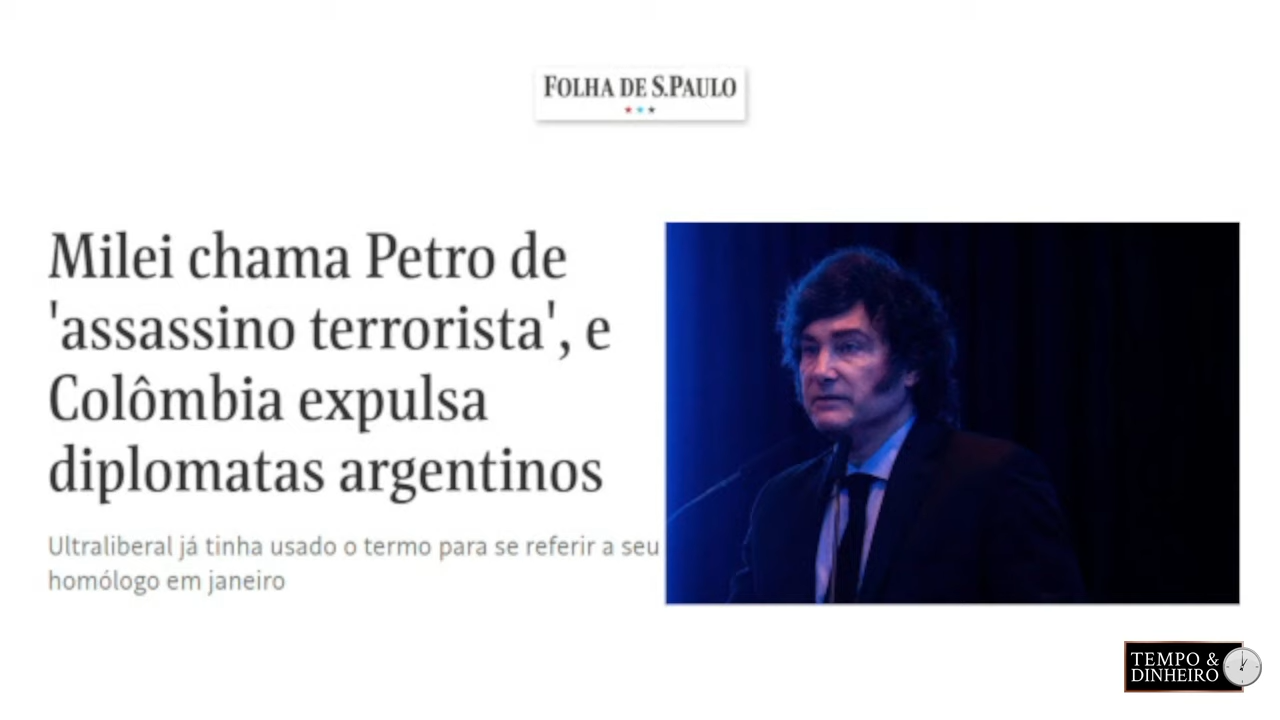 FOLHA DE S.PAULO
Milei chama Petro de
'assassino terrorista', e
Colômbia expulsa
diplomatas argentinos
Ultraliberal já tinha usado o termo para se referir a seu
homólogo em janeiro
TEMPO &
DINHEIRO